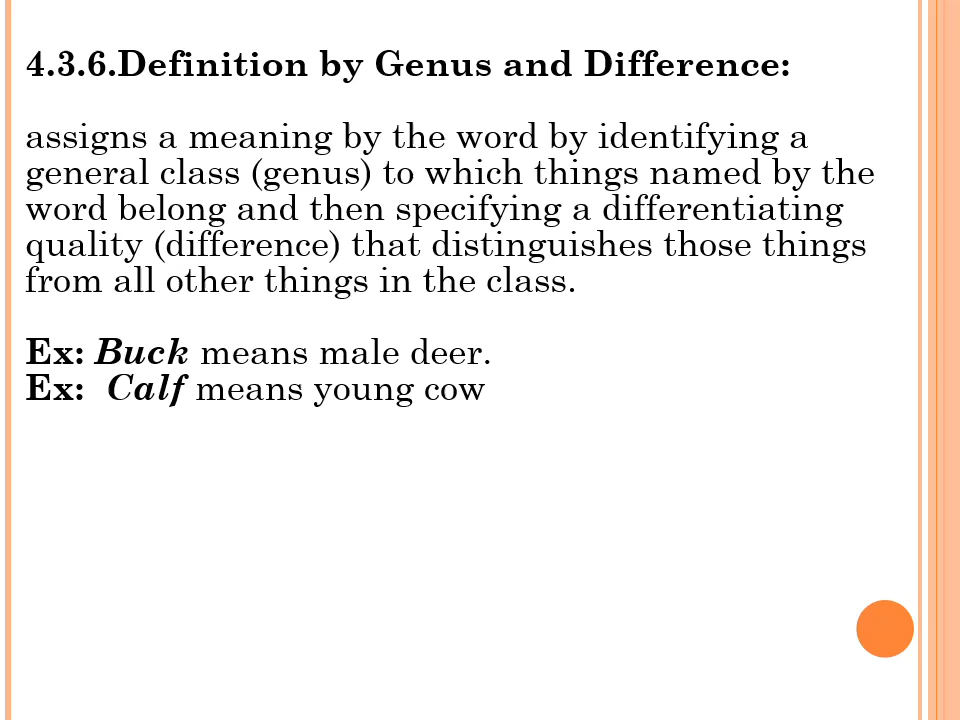 4.3.6.Definition by Genus and Difference:
assigns a meaning by the word by identifying a
general class (genus) to which things named by the
word belong and then specifying a differentiating
quality (difference) that distinguishes those things
from all other things in the class.
Ex: Buck means male deer.
Ex: Calf means young cow